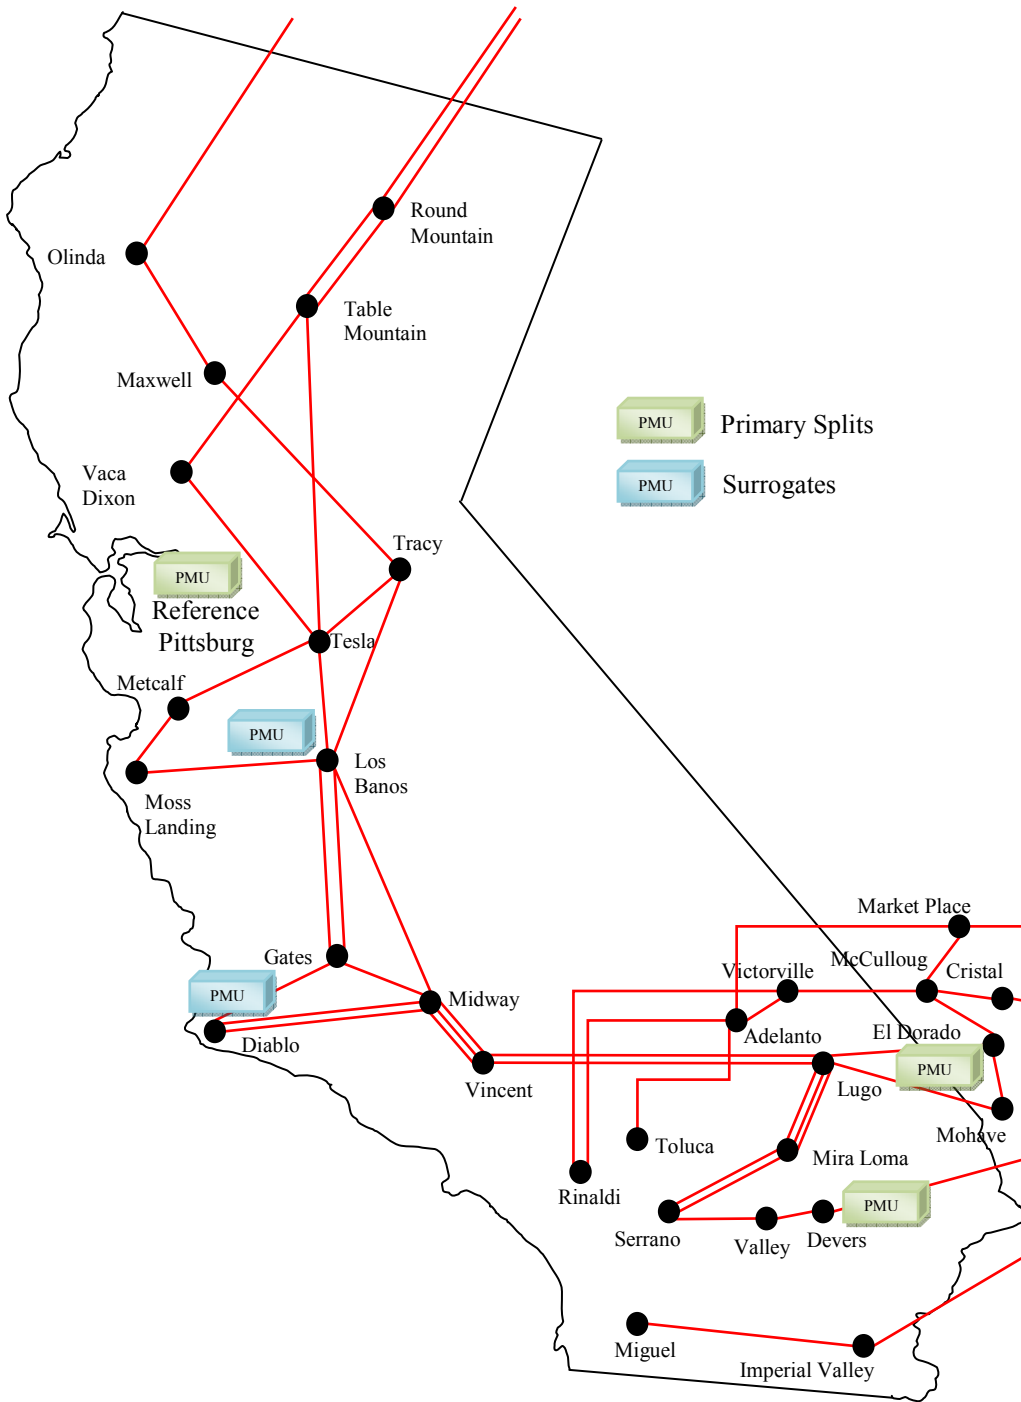 Round
Mountain
Olinda
Table
Mountain
Maxwell
PMU
Primary Splits
Vaca
Dixon
PMU
Surrogates
Tracy
PMU
Reference
Pittsburg
Tesla
Metcalf
PMU
Los
Banos
Moss
Landing
Market Place
McCulloug
Gates
Victorville
Cristal
PMU
Midway
Adelanto
El Dorado
Diablo
PMU
Vincent
Lugo
Mohave
Toluca
Mira Loma
Rinaldi
PMU
Serrano
Valley
Devers
Miguel
Imperial Valley